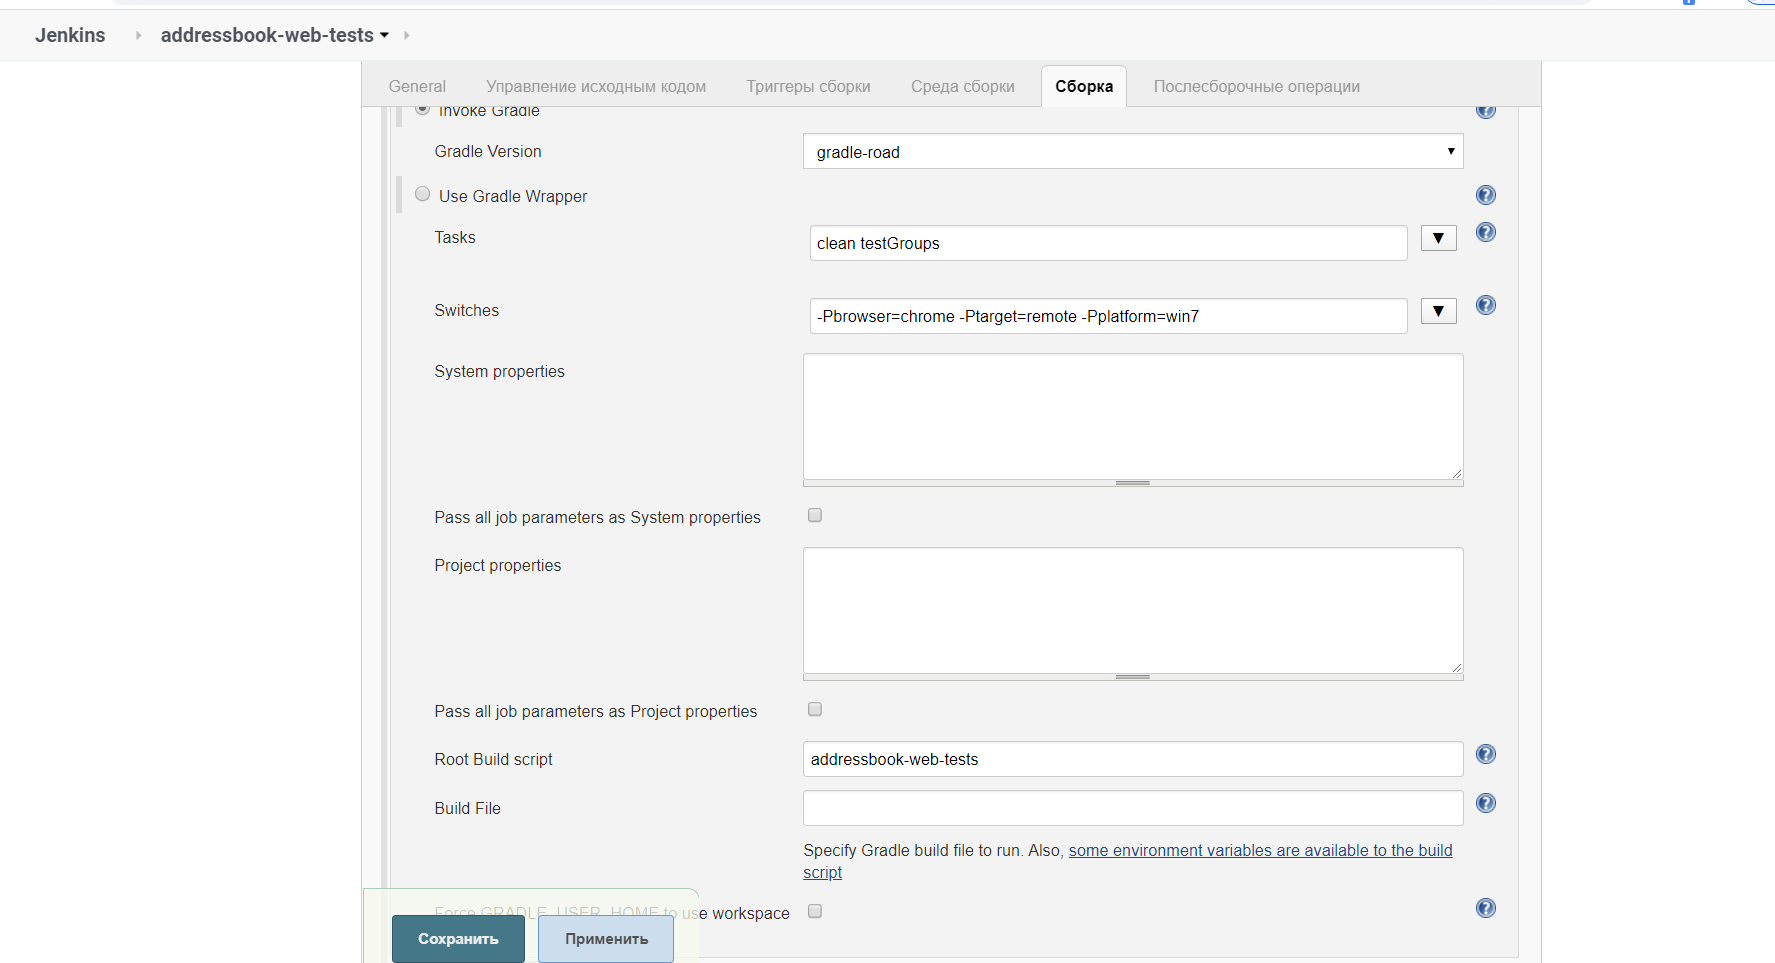 Jenkins addressbook-web-tests
General Управление исходным кодом Триггеры сборки Среда сборки Сборка Послесборочные операции
Invoke Gradle
Gradle Version gradle-road
Use Gradle Wrapper
Tasks clean testGroups
Switches -Pbrowser=chrome -Ptarget=remote -Pplatform=win7
System properties
Pass all job parameters as System properties
Project properties
Pass all job parameters as Project properties
Root Build script addressbook-web-tests
Build File
Specify Gradle build file to run. Also, some environment variables are available to the build
script
Force GRADLE_USER_HOME to use workspace
Сохранить Применить